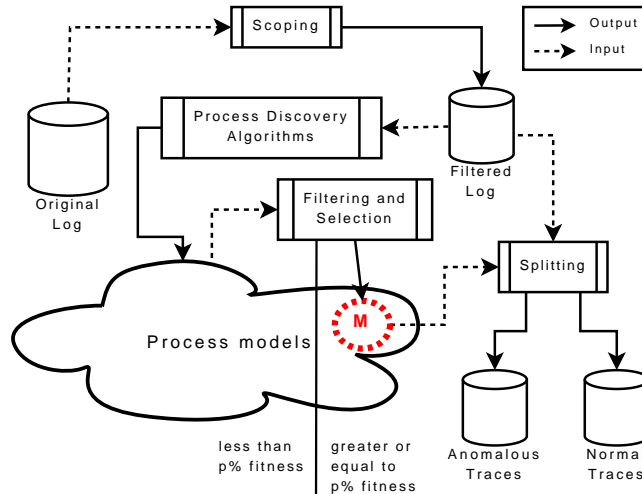 Scoping
Output
Input
Process Discovery
Algorithms
Original
Log
Filtered
Log
Filtering and
Selection
Splitting
M
Process models
less than
p% fitness
greater or
equal to
p% fitness
Anomalous
Traces
Norma
Traces